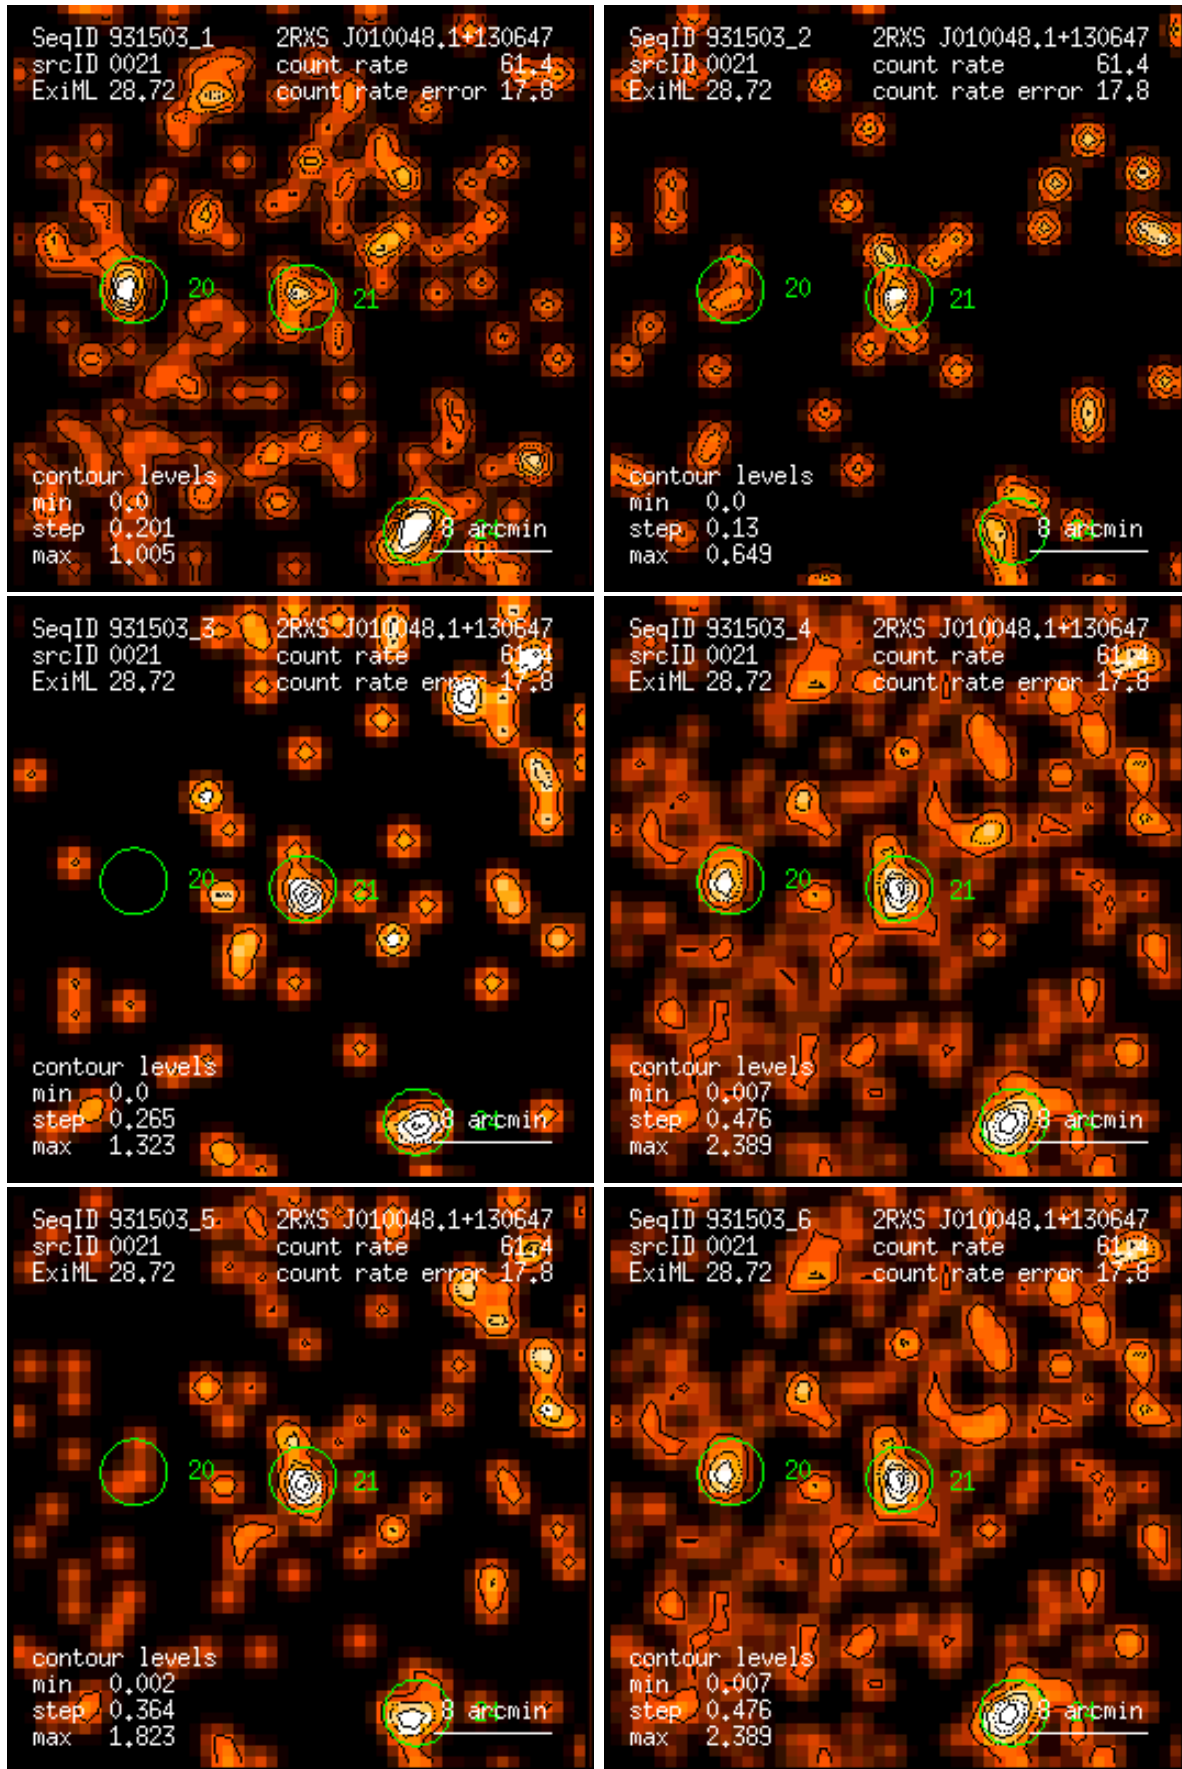 SeqID 931503_1 2RXS J010048.1+130647
srcID 0021 count rate 61.4
ExiML 28.72 count rate error 17.8
20
21
contour levels
min 0.0
step 0.201
max 1.005
8 arcmin
SeqID 931503_2 2RXS J010048.1+130647
srcID 0021 count rate 61.4
ExiML 28.72 count rate error 17.8
20
21
contour levels
min 0.0
step 0.13
max 0.649
8 arcmin
SeqID 931503_3 2RXS J010048.1+130647
srcID 0021 count rate 61.4
ExiML 28.72 count rate error 17.8
20
21
contour levels
min 0.0
step 0.265
max 1.323
8 arcmin
SeqID 931503_4 2RXS J010048.1+130647
srcID 0021 count rate 61.4
ExiML 28.72 count rate error 17.8
20
21
contour levels
min 0.007
step 0.476
max 2.389
8 arcmin
SeqID 931503_5 2RXS J010048.1+130647
srcID 0021 count rate 61.4
ExiML 28.72 count rate error 17.8
20
21
contour levels
min 0.002
step 0.364
max 1.823
8 arcmin
SeqID 931503_6 2RXS J010048.1+130647
srcID 0021 count rate 61.4
ExiML 28.72 count rate error 17.8
20
21
contour levels
min 0.007
step 0.476
max 2.389
8 arcmin